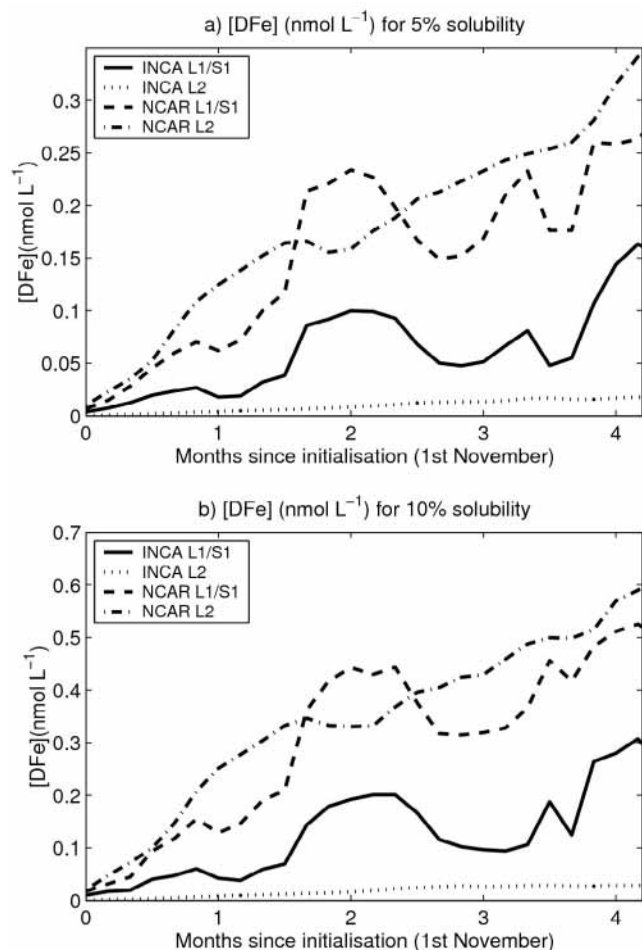 a) [DFe] (nmol L⁻¹) for 5% solubility
INCA L1/S1
INCA L2
NCAR L1/S1
NCAR L2
[DFe](nmol L⁻¹)
0.3
0.25
0.2
0.15
0.1
0.05
0
0 1 2 3 4
Months since initialisation (1st November)
b) [DFe] (nmol L⁻¹) for 10% solubility
INCA L1/S1
INCA L2
NCAR L1/S1
NCAR L2
[DFe](nmol L⁻¹)
0.7
0.6
0.5
0.4
0.3
0.2
0.1
0
0 1 2 3 4
Months since initialisation (1st November)